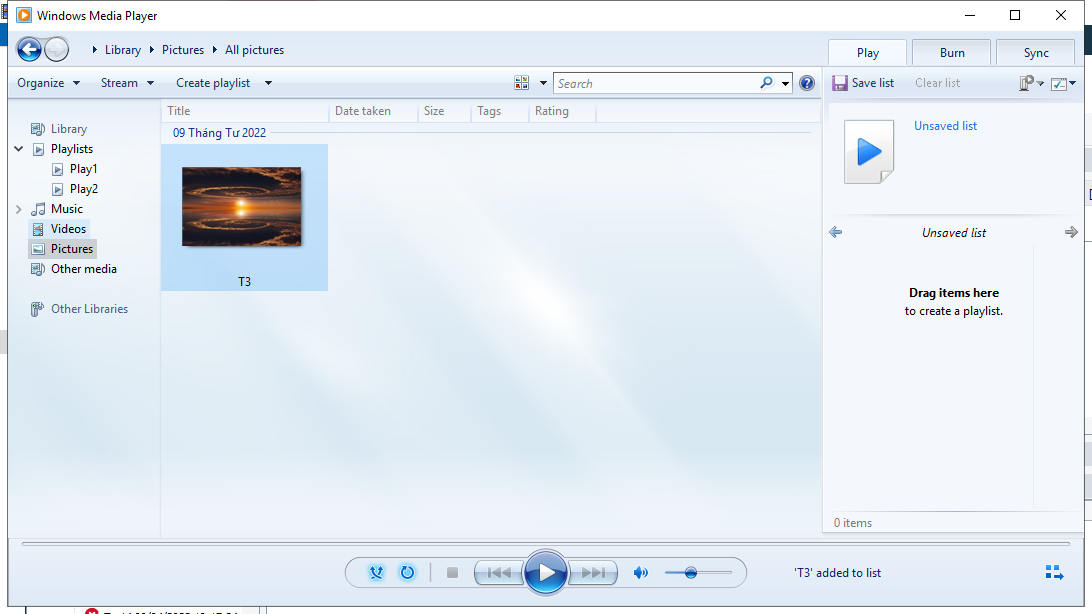 Windows Media Player
Library Pictures All pictures
Play Burn Sync
Organize Stream Create playlist
Search
Save list Clear list
Title Date taken Size Tags Rating
09 Tháng Tư 2022
T3
Library
Playlists
Play1
Play2
Music
Videos
Pictures
Other media
Other Libraries
Unsaved list
Unsaved list
Drag items here
to create a playlist.
0 items
'T3' added to list